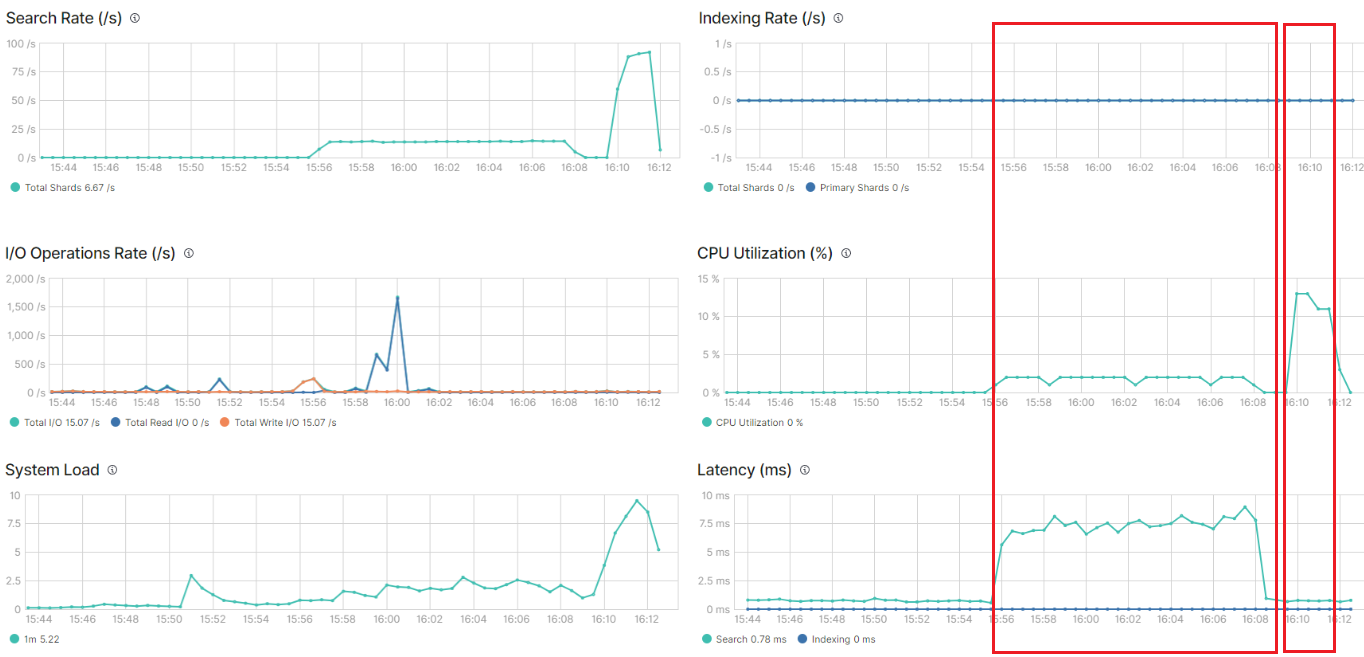 Search Rate (/s)
100 /s
75 /s
50 /s
25 /s
0 /s
15:44 15:46 15:48 15:50 15:52 15:54 15:56 15:58 16:00 16:02 16:04 16:06 16:08 16:10 16:12
Total Shards 6.67 /s
Indexing Rate (/s)
1 /s
0.5 /s
0 /s
-0.5 /s
-1 /s
15:44 15:46 15:48 15:50 15:52 15:54 15:56 15:58 16:00 16:02 16:04 16:06 16:08 16:10 16:12
Total Shards 0 /s Primary Shards 0 /s
I/O Operations Rate (/s)
2,000 /s
1,500 /s
1,000 /s
500 /s
0 /s
15:44 15:46 15:48 15:50 15:52 15:54 15:56 15:58 16:00 16:02 16:04 16:06 16:08 16:10 16:12
Total I/O 15.07 /s Total Read I/O 0 /s Total Write I/O 15.07 /s
CPU Utilization (%)
15 %
10 %
5 %
0 %
15:44 15:46 15:48 15:50 15:52 15:54 15:56 15:58 16:00 16:02 16:04 16:06 16:08 16:10 16:12
CPU Utilization 0 %
System Load
10
7.5
5
2.5
0
15:44 15:46 15:48 15:50 15:52 15:54 15:56 15:58 16:00 16:02 16:04 16:06 16:08 16:10 16:12
1m 5.22
Latency (ms)
10 ms
7.5 ms
5 ms
2.5 ms
0 ms
15:44 15:46 15:48 15:50 15:52 15:54 15:56 15:58 16:00 16:02 16:04 16:06 16:08 16:10 16:12
Search 0.78 ms Indexing 0 ms